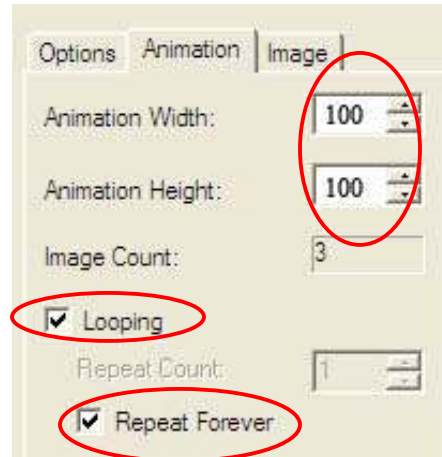 Options Animation Image
Animation Width: 100
Animation Height: 100
Image Count: 3
Looping
Repeat Count: 1
Repeat Forever